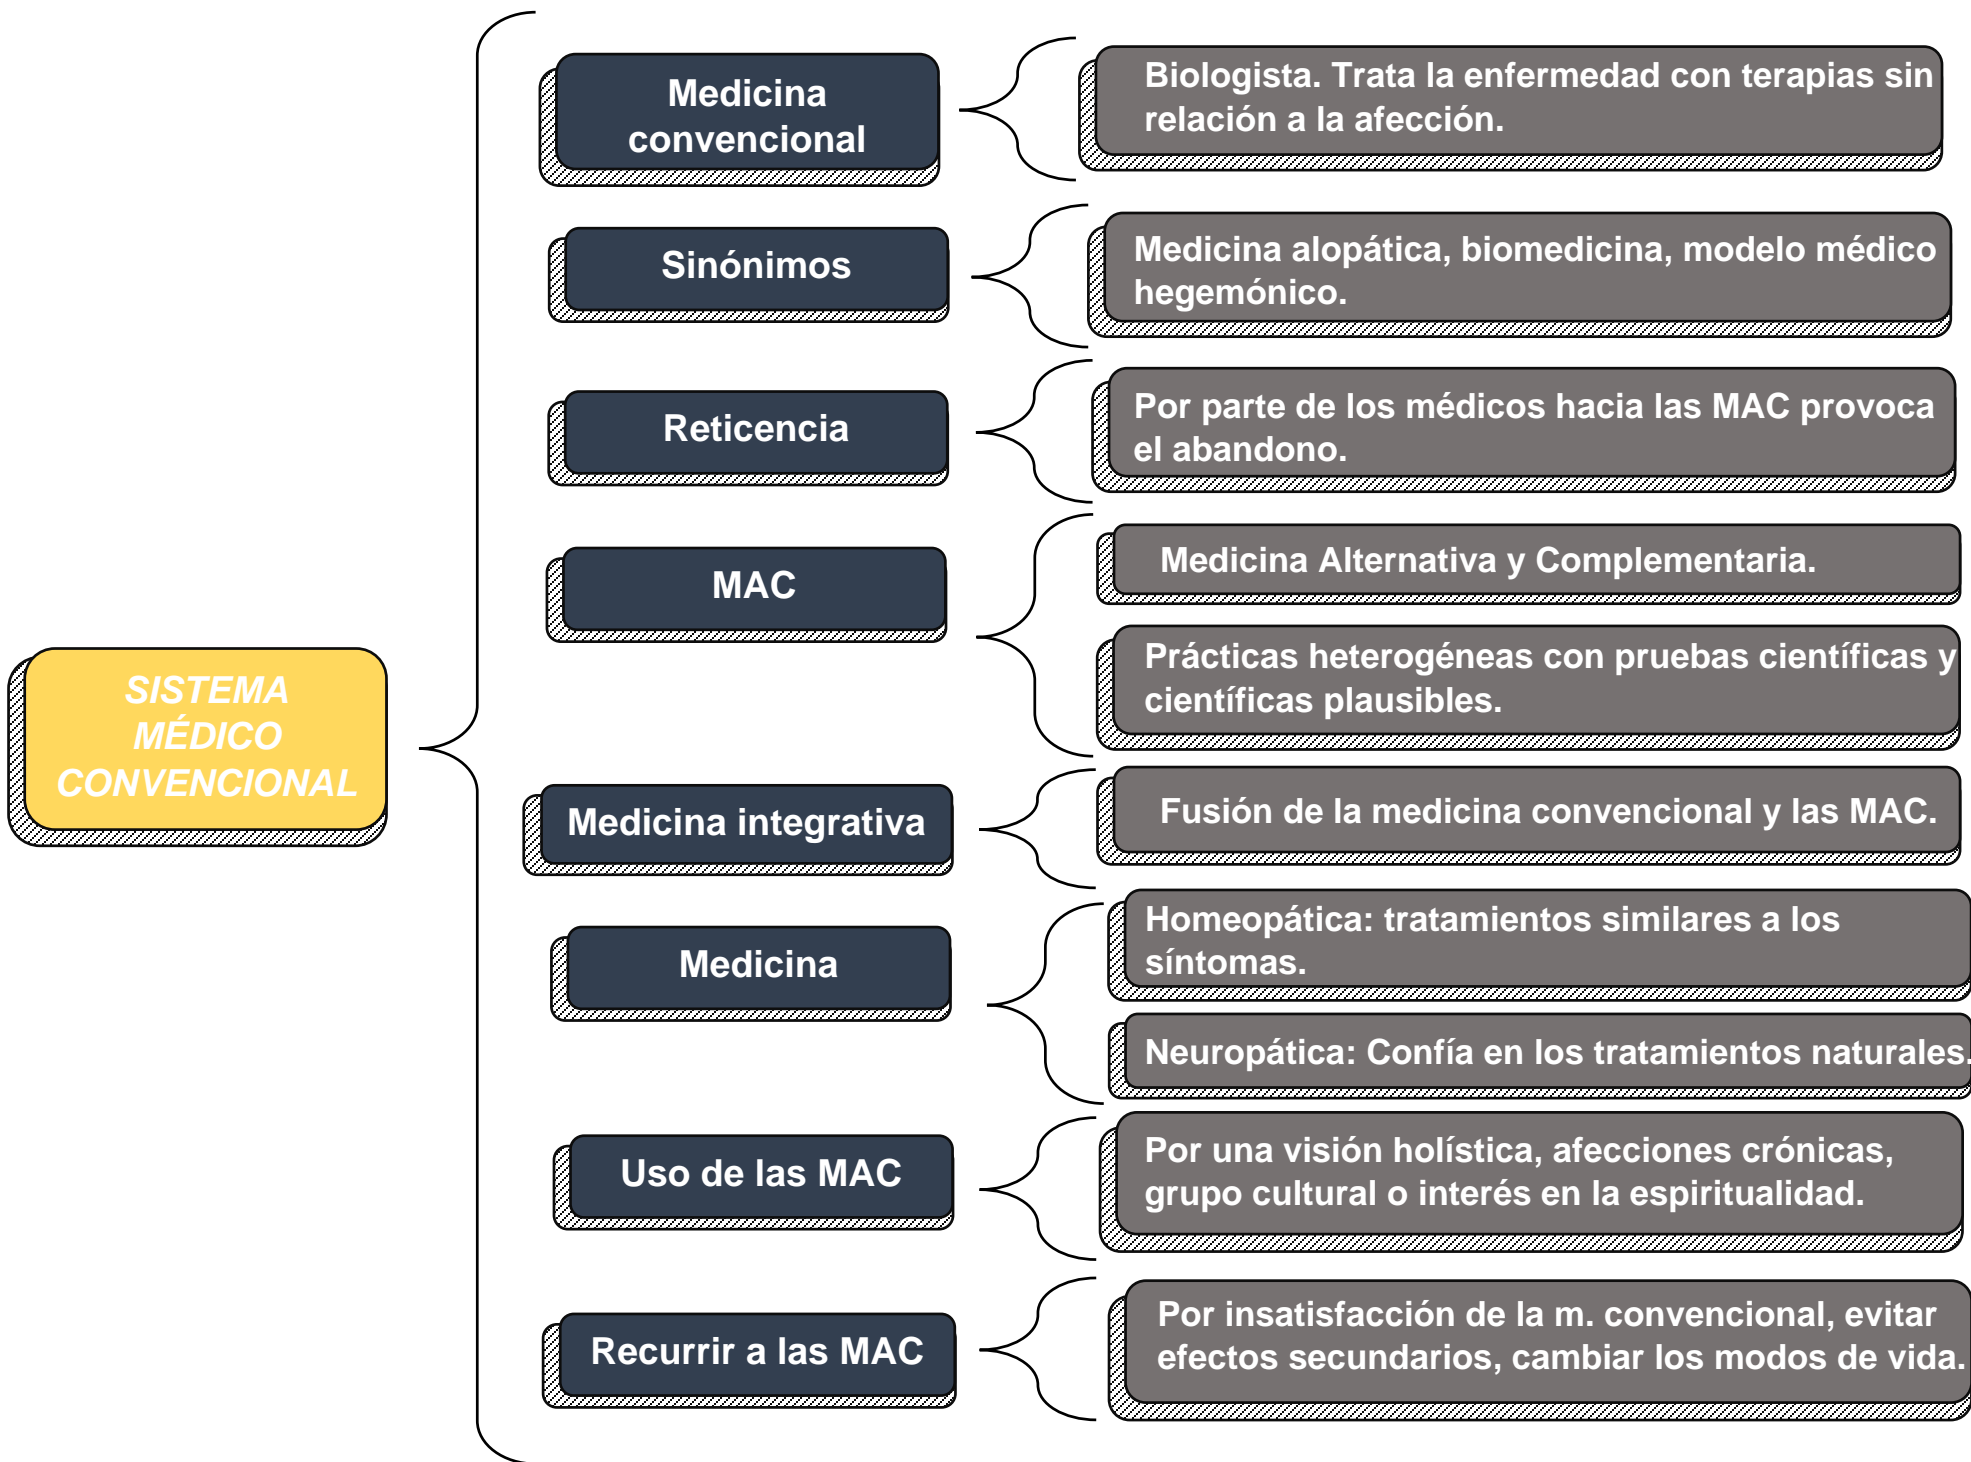 SISTEMA
MÉDICO
CONVENCIONAL
Medicina
convencional
Biologista. Trata la enfermedad con terapias sin
relación a la afección.
Sinónimos
Medicina alopática, biomedicina, modelo médico
hegemónico.
Reticencia
Por parte de los médicos hacia las MAC provoca
el abandono.
MAC
Medicina Alternativa y Complementaria.
Prácticas heterogéneas con pruebas científicas y
científicas plausibles.
Medicina integrativa
Fusión de la medicina convencional y las MAC.
Medicina
Homeopática: tratamientos similares a los
síntomas.
Neuropática: Confía en los tratamientos naturales.
Uso de las MAC
Por una visión holística, afecciones crónicas,
grupo cultural o interés en la espiritualidad.
Recurrir a las MAC
Por insatisfacción de la m. convencional, evitar
efectos secundarios, cambiar los modos de vida.